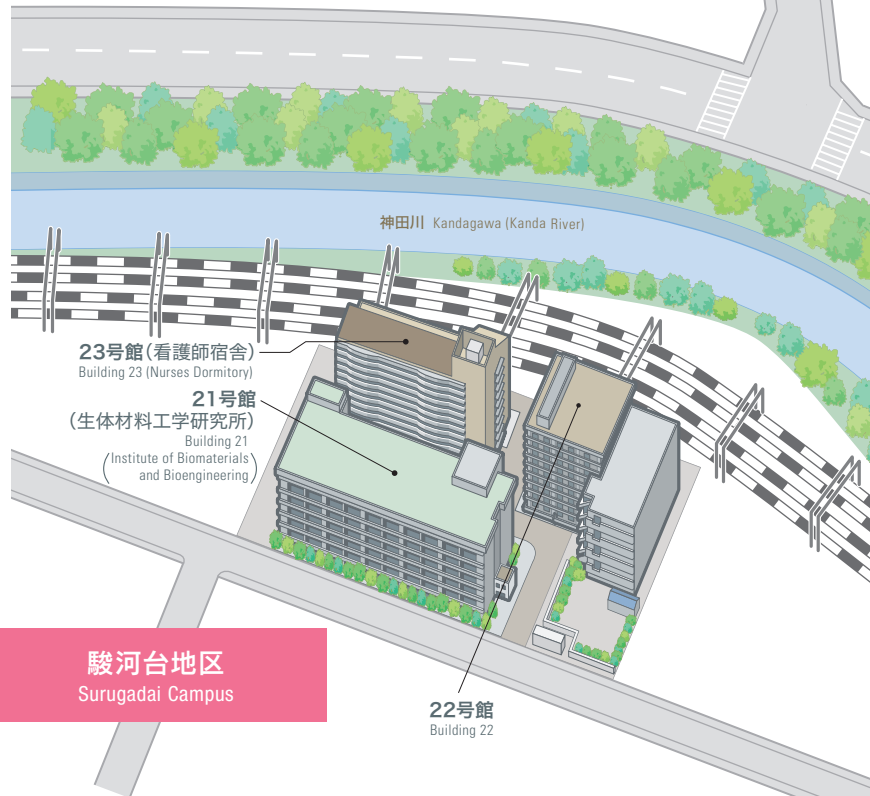 神田川 Kandagawa (Kanda River)
23号館(看護師宿舎)
Building 23 (Nurses Dormitory)
21号館
(生体材料工学研究所)
Building 21
(Institute of Biomaterials
and Bioengineering)
駿河台地区
Surugadai Campus
22号館
Building 22